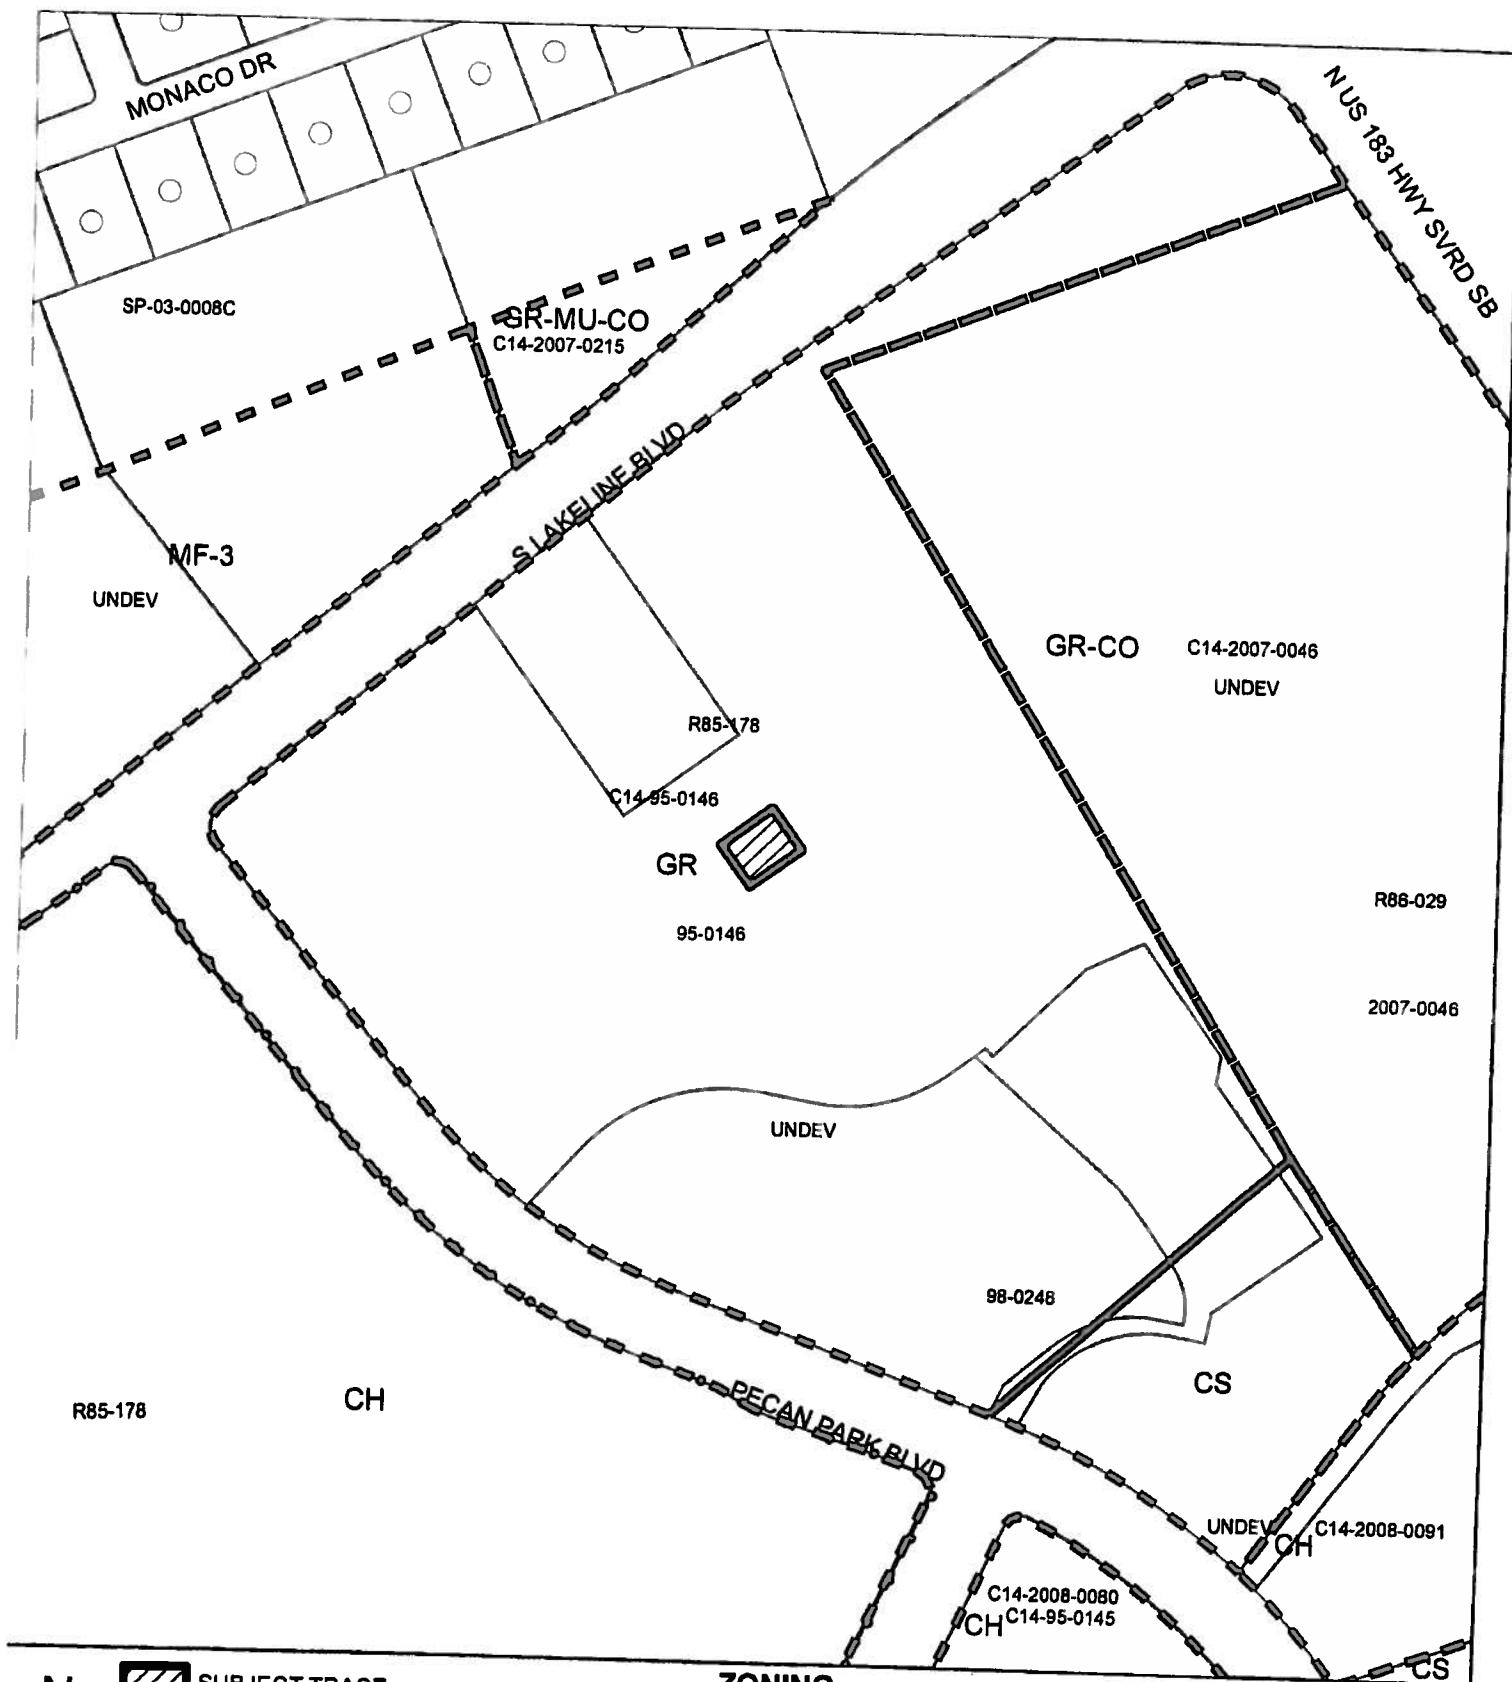 MONACO DR
N US 183 HWY SVRD SB
SP-03-0008C
GR-MU-CO
C14-2007-0215
S LAKELINE BLVD
MF-3
UNDEV
GR-CO
C14-2007-0046
UNDEV
R85-178
C14-95-0146
GR
R86-029
95-0146
2007-0046
UNDEV
98-0248
CS
R85-178
CH
PECAN PARK BLVD
UNDEV
CH
C14-2008-0091
C14-2008-0080
CH
C14-95-0145
CS
N
SUBJECT TRACT
ZONING